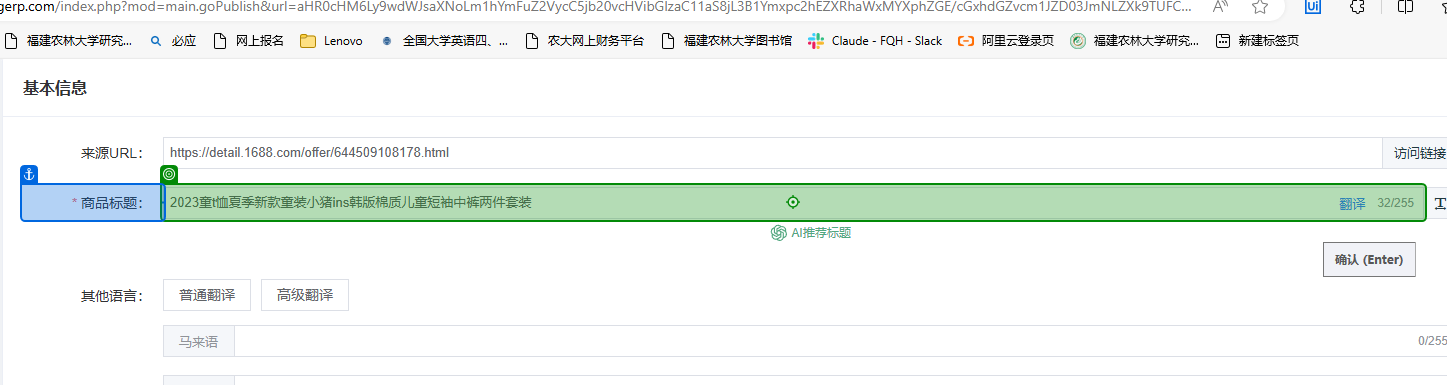 gerp.com/index.php?mod=main.goPublish&url=aHR0cHM6Ly9wdWJsaXNoLm1hYmFuZ2VycC5jb20vcHVibGlzaC11aS8jL3B1Ymxpc2hEZXRhaWxMYXphZGE/cGxhdGZvcm1JZD03JmNLZXk9TUFC...
福建农林大学研究...
必应
网上报名
Lenovo
全国大学英语四、...
农大网上财务平台
福建农林大学图书馆
Claude - FQH - Slack
阿里云登录页
福建农林大学研究...
新建标签页
基本信息
来源URL：
https://detail.1688.com/offer/644509108178.html
访问链接
* 商品标题：
2023童t恤夏季新款童装小猪ins韩版棉质儿童短袖中裤两件套装
翻译
32/255
AI推荐标题
确认 (Enter)
其他语言：
普通翻译
高级翻译
马来语
0/255